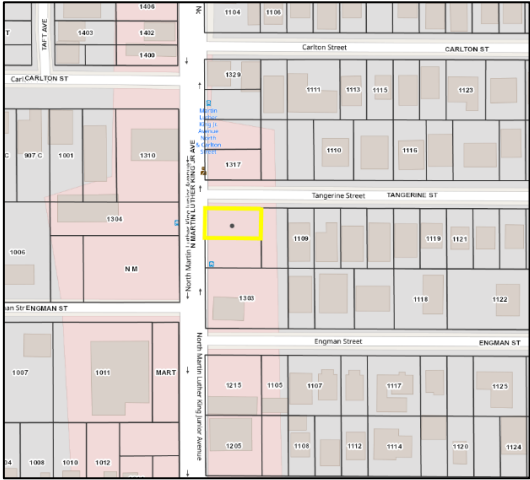 1406
1104
1106
TAFT AVE
1403
1402
1400
Carlton Street
CARLTON ST
CARLTON ST
1329
1111
1113
1115
1123
Martin
Luther
King Jr
Avenue
North
& Carlton
Street
C
907 C
1001
1310
1317
1110
1116
North Martin Luther King Junior Avenue
N MARTIN LUTHER KING JR AVE
Tangerine Street
TANGERINE ST
1304
1109
1119
1121
1006
N M
1303
1118
1122
ENGMAN ST
Engman Street
ENGMAN ST
North Martin Luther King Junior Avenue
1007
1011
MART
1215
1105
1107
1117
1125
1205
1108
1112
1114
1120
1124
04
1008
1010
1012